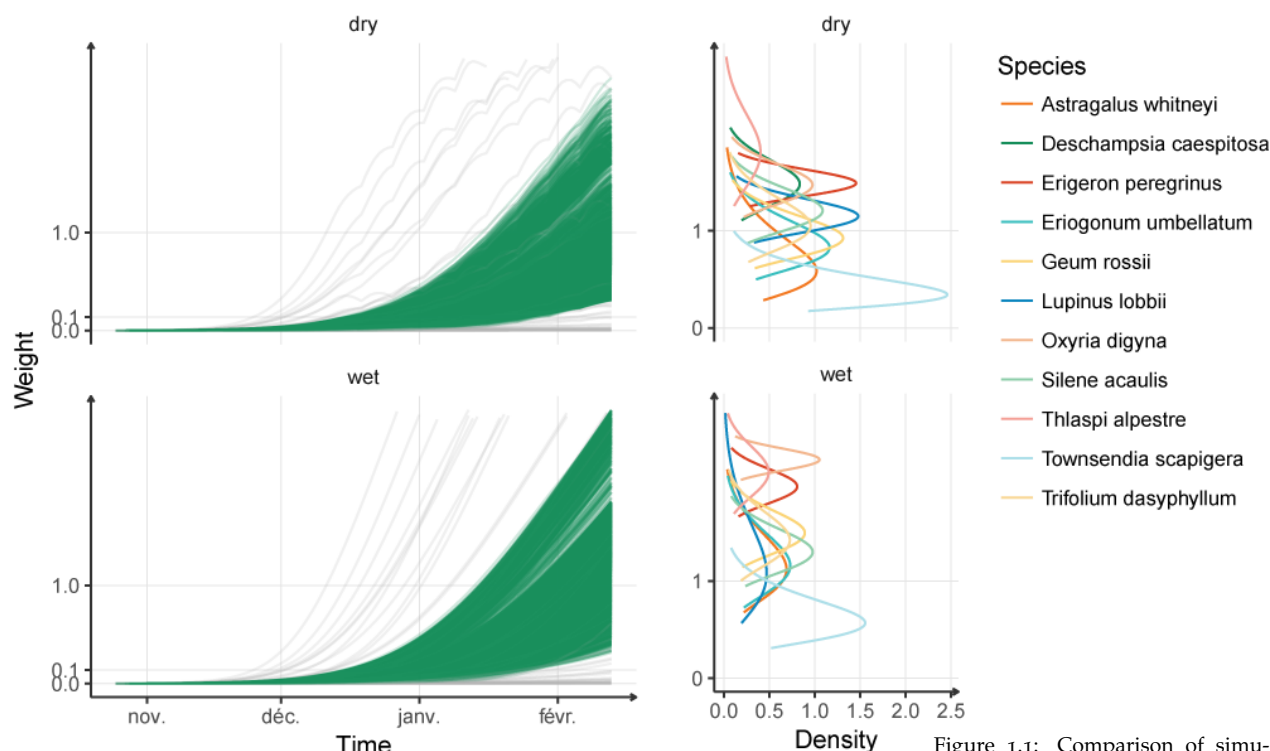 dry
dry
Species
Astragalus whitneyi
Deschampsia caespitosa
Erigeron peregrinus
Eriogonum umbellatum
Geum rossii
Lupinus lobbii
Oxyria digyna
Silene acaulis
Thlaspi alpestre
Townsendia scapigera
Trifolium dasyphyllum
1.0
0.1
0.0
1
0
Weight
wet
wet
1.0
0.1
0.0
1
0
nov.
déc.
janv.
févr.
0.0 0.5 1.0 1.5 2.0 2.5
Time
Density
Figure 1.1: Comparison of simu-